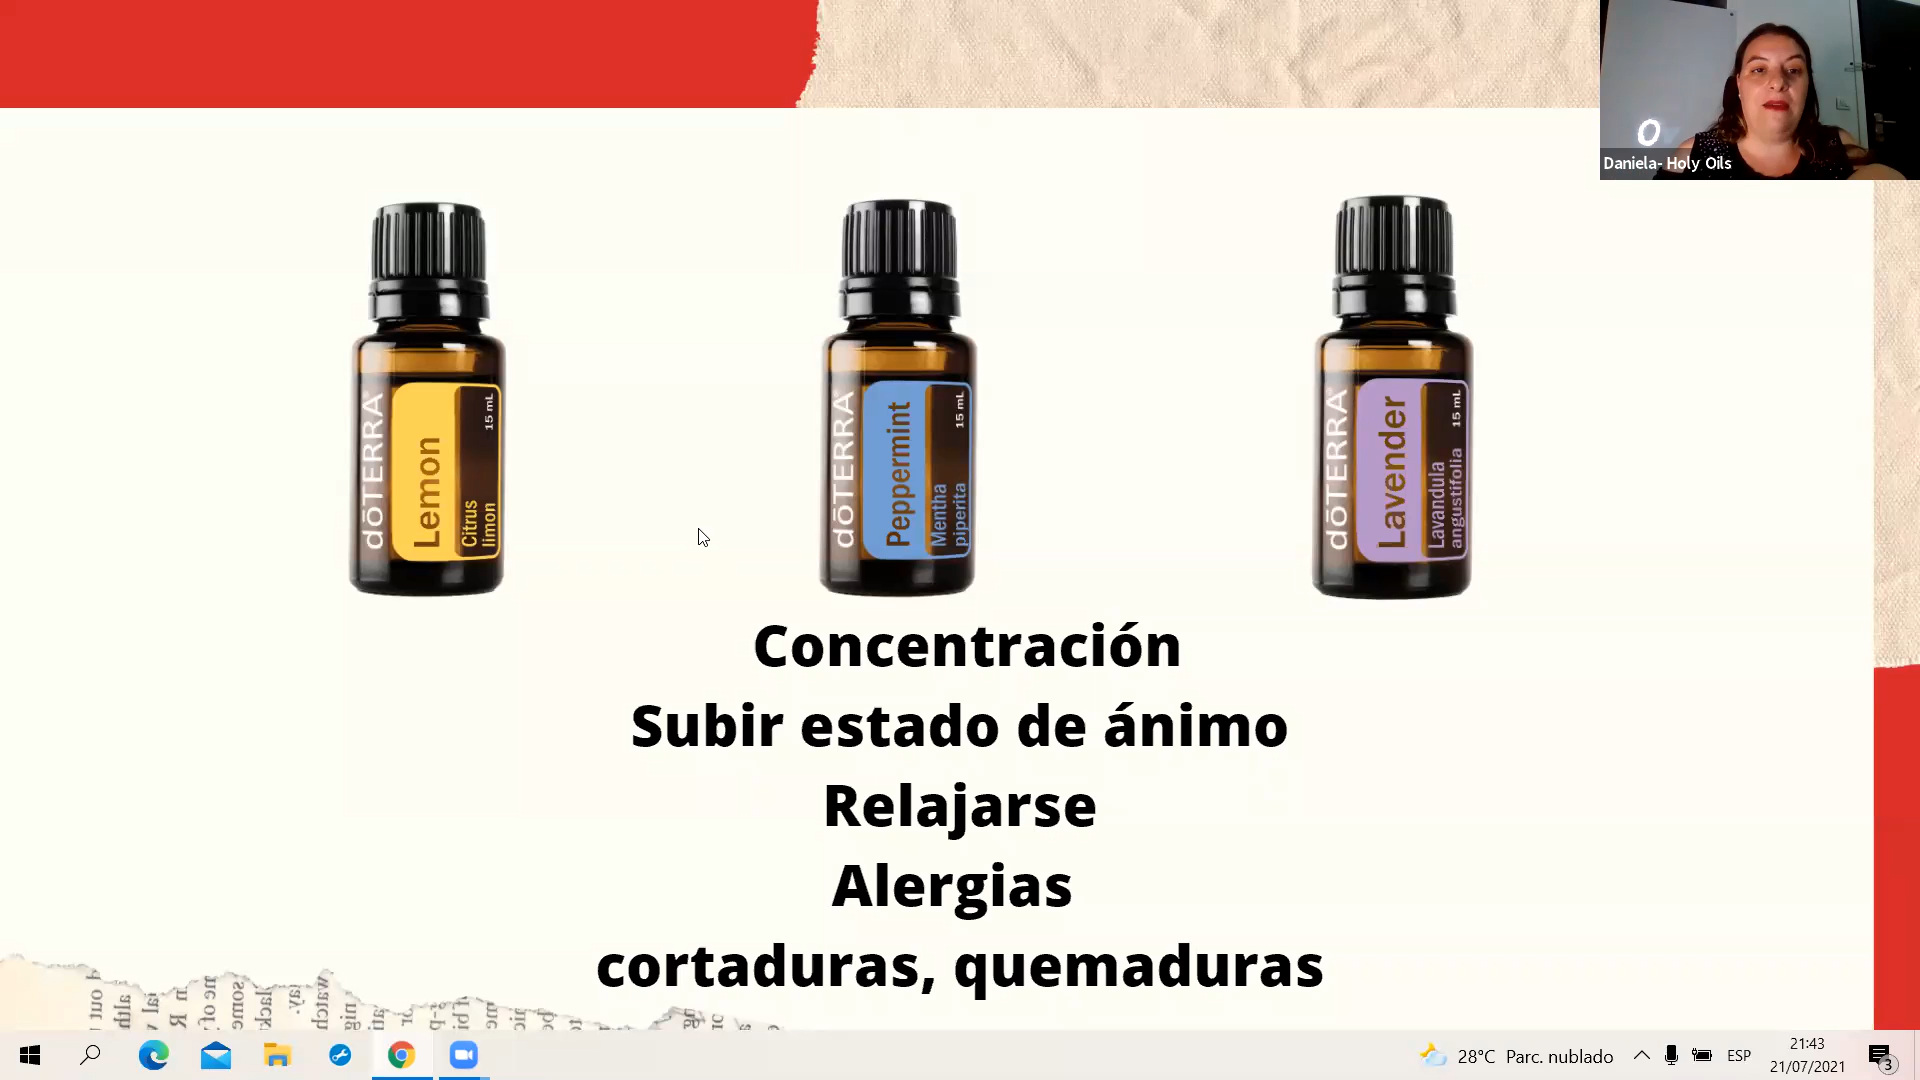 Daniela- Holy Oils
dōTERRA
Lemon
Citrus
limon
15 mL
dōTERRA
Peppermint
Mentha
piperita
15 mL
dōTERRA
Lavender
Lavandula
angustifolia
15 mL
Concentración
Subir estado de ánimo
Relajarse
Alergias
cortaduras, quemaduras
28°C Parc. nublado
ESP
21:43
21/07/2021
3